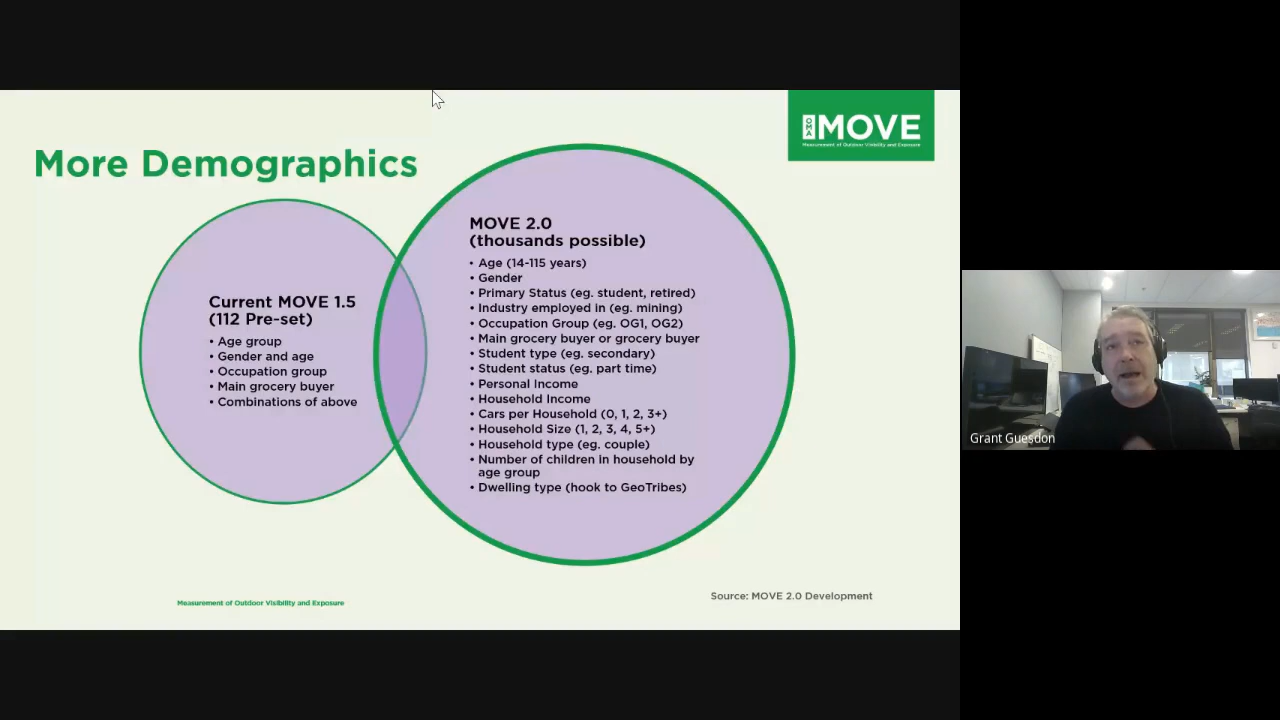 OMA MOVE
Measurement of Outdoor Visibility and Exposure
More Demographics
Current MOVE 1.5
(112 Pre-set)
• Age group
• Gender and age
• Occupation group
• Main grocery buyer
• Combinations of above
MOVE 2.0
(thousands possible)
• Age (14-115 years)
• Gender
• Primary Status (eg. student, retired)
• Industry employed in (eg. mining)
• Occupation Group (eg. OG1, OG2)
• Main grocery buyer or grocery buyer
• Student type (eg. secondary)
• Student status (eg. part time)
• Personal Income
• Household Income
• Cars per Household (0, 1, 2, 3+)
• Household Size (1, 2, 3, 4, 5+)
• Household type (eg. couple)
• Number of children in household by
age group
• Dwelling type (hook to GeoTribes)
Source: MOVE 2.0 Development
Measurement of Outdoor Visibility and Exposure
Grant Guesdon